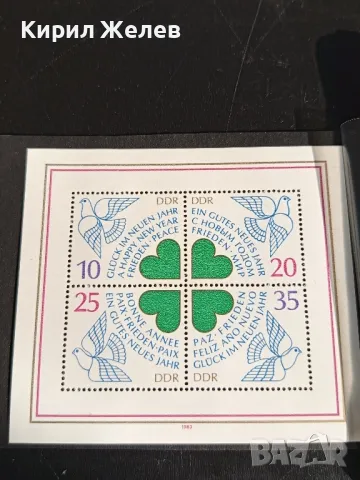 Кирил Желев
DDR
GLÜCK IM NEUEN JAHR
A HAPPY NEW YEAR
FRIEDEN·PEACE
10
DDR
EIN GUTES NEUES JAHR
С НОВЫМ ГОДОМ
FRIEDEN·МИР
20
25
BONNE ANNEE
PAIX·FRIEDEN·PAIX
EIN GUTES NEUES JAHR
DDR
35
PAZ·FRIEDEN
FELIZ AÑO NUEVO
GLÜCK IM NEUEN JAHR
DDR
1983
bazar